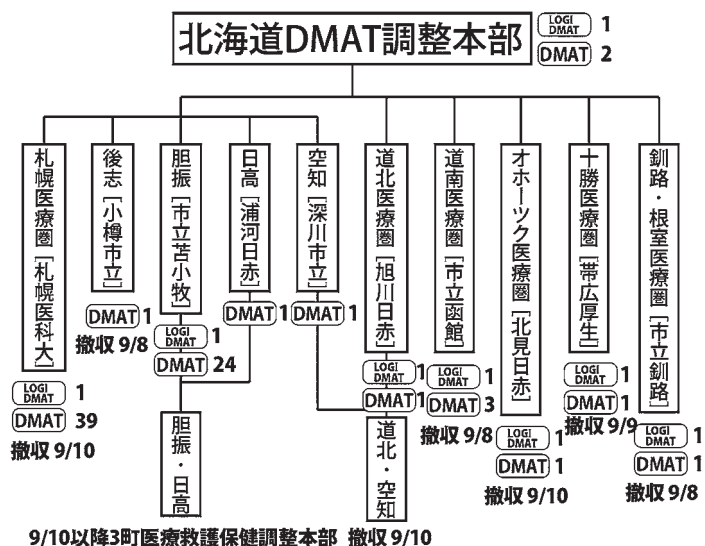 北海道DMAT調整本部
LOGI DMAT 1
DMAT 2
札幌医療圏［札幌医科大］
LOGI DMAT 1
DMAT 39
撤収 9/10
後志［小樽市立］
DMAT 1
撤収 9/8
胆振［市立苫小牧］
LOGI DMAT 1
DMAT 24
日高［浦河日赤］
DMAT 1
空知［深川市立］
DMAT 1
道北医療圏［旭川日赤］
LOGI DMAT 1
DMAT 1
道南医療圏［市立函館］
LOGI DMAT 1
DMAT 3
撤収 9/8
オホーツク医療圏［北見日赤］
LOGI DMAT 1
DMAT 1
撤収 9/10
十勝医療圏［帯広厚生］
LOGI DMAT 1
DMAT 1
撤収 9/9
釧路・根室医療圏［市立釧路］
LOGI DMAT 1
DMAT 1
撤収 9/8
胆振・日高
9/10以降3町医療救護保健調整本部
道北・空知
撤収 9/10